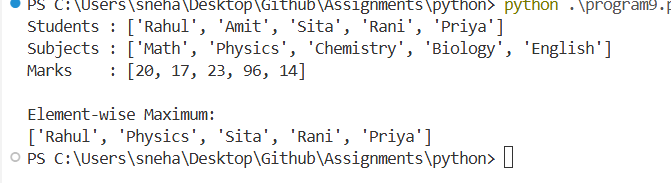 PS C:\Users\sneha\Desktop\Github\Assignments\python> python .\program9.p
Students : ['Rahul', 'Amit', 'Sita', 'Rani', 'Priya']
Subjects : ['Math', 'Physics', 'Chemistry', 'Biology', 'English']
Marks    : [20, 17, 23, 96, 14]
Element-wise Maximum:
['Rahul', 'Physics', 'Sita', 'Rani', 'Priya']
PS C:\Users\sneha\Desktop\Github\Assignments\python>